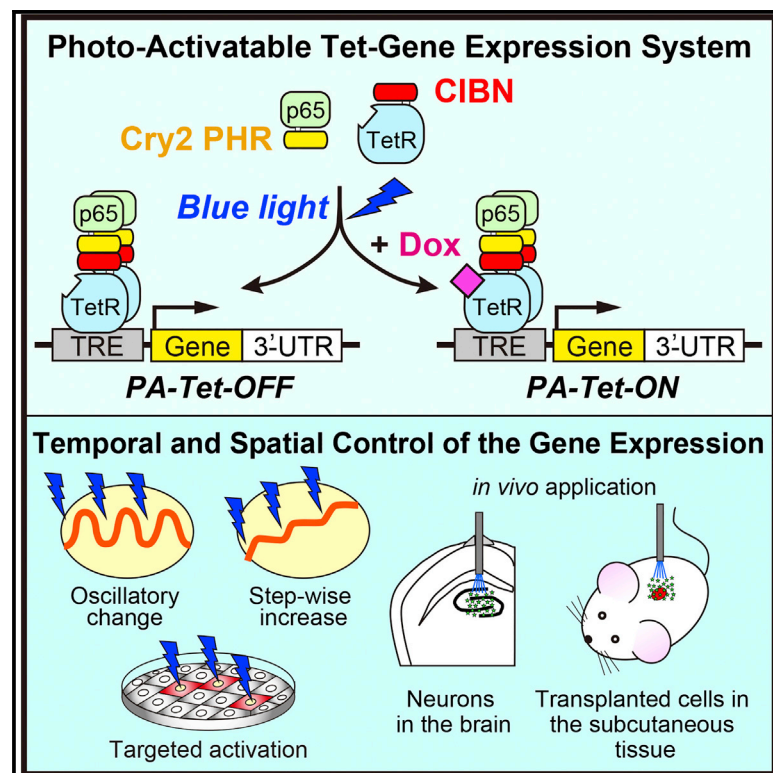 Photo-Activatable Tet-Gene Expression System
CIBN
p65
Cry2 PHR
TetR
Blue light
+ Dox
p65
p65
TetR
TetR
TRE
Gene
3'-UTR
TRE
Gene
3'-UTR
PA-Tet-OFF
PA-Tet-ON
Temporal and Spatial Control of the Gene Expression
in vivo application
Oscillatory
change
Step-wise
increase
Targeted activation
Neurons
in the brain
Transplanted cells in
the subcutaneous
tissue